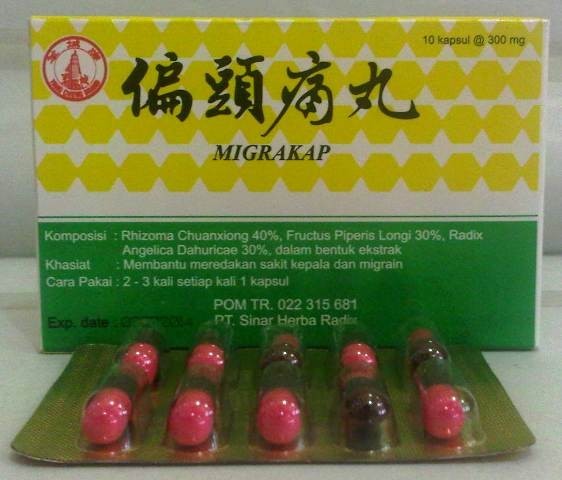 10 kapsul @ 300 mg
偏頭痛丸
MIGRAKAP
Komposisi : Rhizoma Chuanxiong 40%, Fructus Piperis Longi 30%, Radix
Angelica Dahuricae 30%, dalam bentuk ekstrak
Khasiat : Membantu meredakan sakit kepala dan migrain
Cara Pakai : 2 - 3 kali setiap kali 1 kapsul
POM TR. 022 315 681
Exp. date :
PT. Sinar Herba Radix